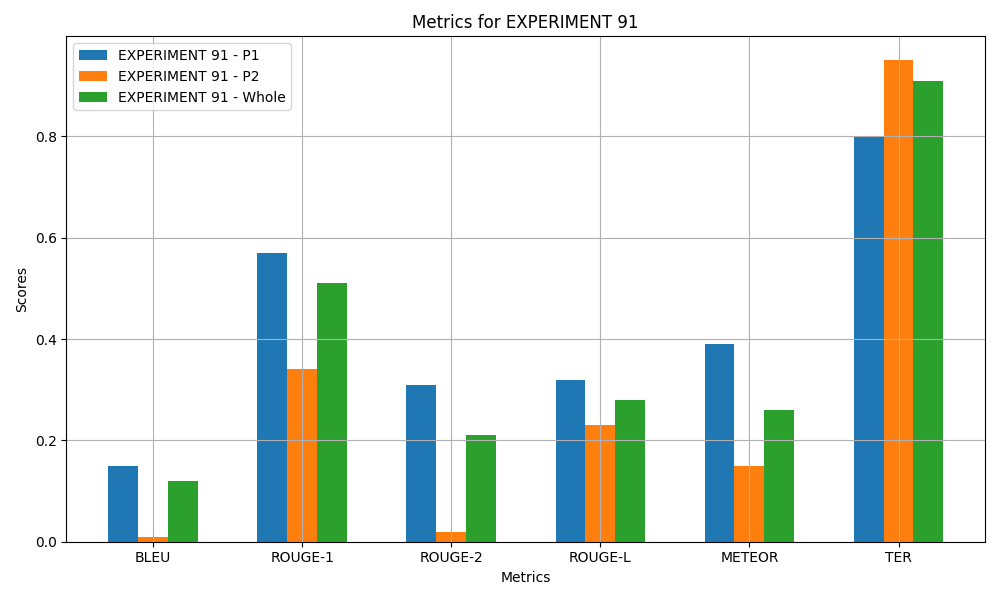 Metrics for EXPERIMENT 91
EXPERIMENT 91 - P1
EXPERIMENT 91 - P2
EXPERIMENT 91 - Whole
Scores
0.8
0.6
0.4
0.2
0.0
BLEU ROUGE-1 ROUGE-2 ROUGE-L METEOR TER
Metrics